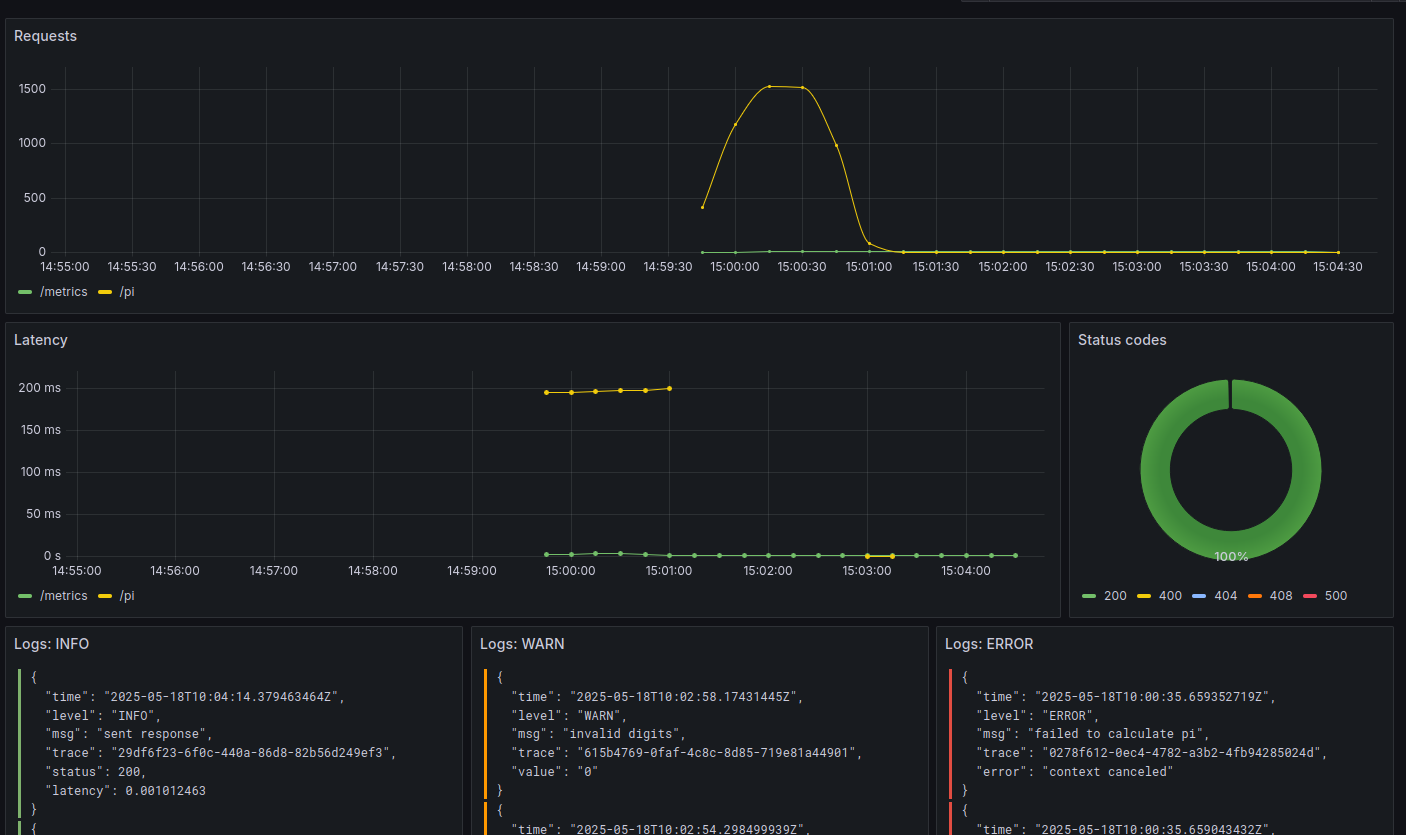 Requests
1500
1000
500
0
14:55:00 14:55:30 14:56:00 14:56:30 14:57:00 14:57:30 14:58:00 14:58:30 14:59:00 14:59:30 15:00:00 15:00:30 15:01:00 15:01:30 15:02:00 15:02:30 15:03:00 15:03:30 15:04:00 15:04:30
/metrics /pi
Latency
200 ms
150 ms
100 ms
50 ms
0 s
14:55:00 14:56:00 14:57:00 14:58:00 14:59:00 15:00:00 15:01:00 15:02:00 15:03:00 15:04:00
/metrics /pi
Status codes
100%
200 400 404 408 500
Logs: INFO
{
"time": "2025-05-18T10:04:14.379463464Z",
"level": "INFO",
"msg": "sent response",
"trace": "29df6f23-6f0c-440a-86d8-82b56d249ef3",
"status": 200,
"latency": 0.001012463
}
{
Logs: WARN
{
"time": "2025-05-18T10:02:58.17431445Z",
"level": "WARN",
"msg": "invalid digits",
"trace": "615b4769-0faf-4c8c-8d85-719e81a44901",
"value": "0"
}
{
"time": "2025-05-18T10:02:54.298499939Z",
Logs: ERROR
{
"time": "2025-05-18T10:00:35.659352719Z",
"level": "ERROR",
"msg": "failed to calculate pi",
"trace": "0278f612-0ec4-4782-a3b2-4fb94285024d",
"error": "context canceled"
}
{
"time": "2025-05-18T10:00:35.659043432Z",